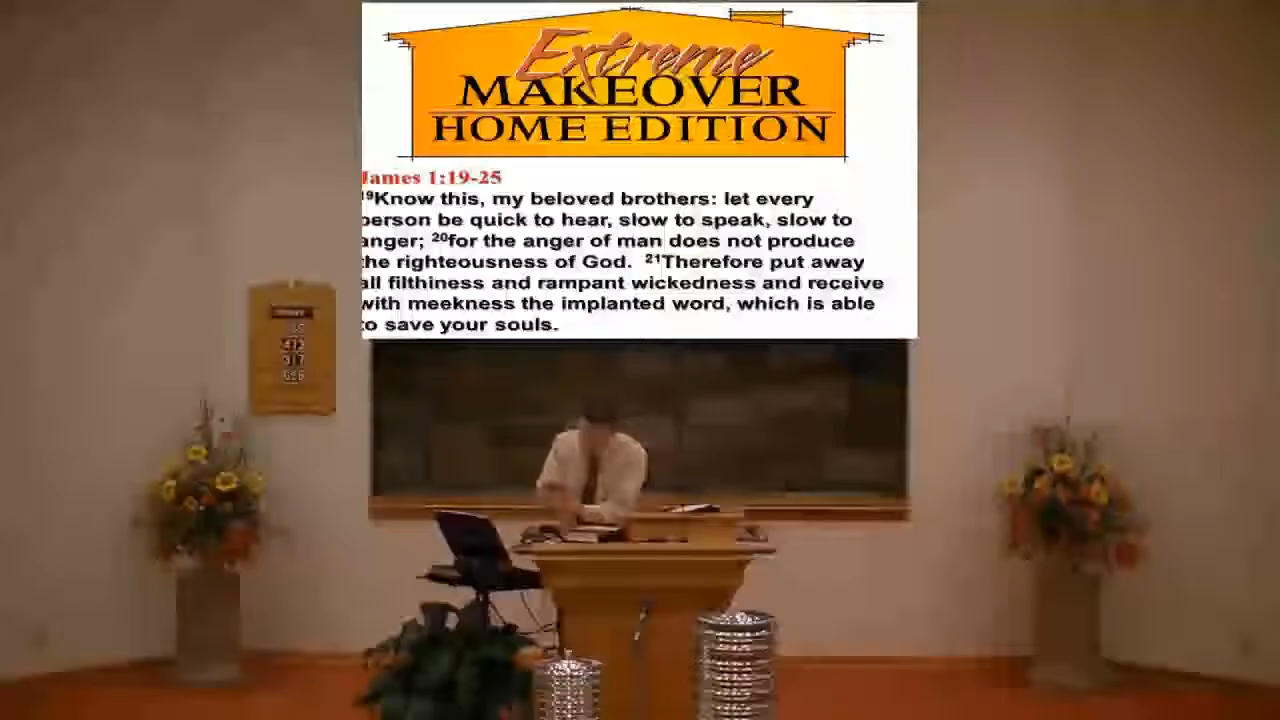 Extreme
MAKEOVER
HOME EDITION
James 1:19-25
19Know this, my beloved brothers: let every
person be quick to hear, slow to speak, slow to
anger; 20for the anger of man does not produce
the righteousness of God. 21Therefore put away
all filthiness and rampant wickedness and receive
with meekness the implanted word, which is able
to save your souls.
473
917